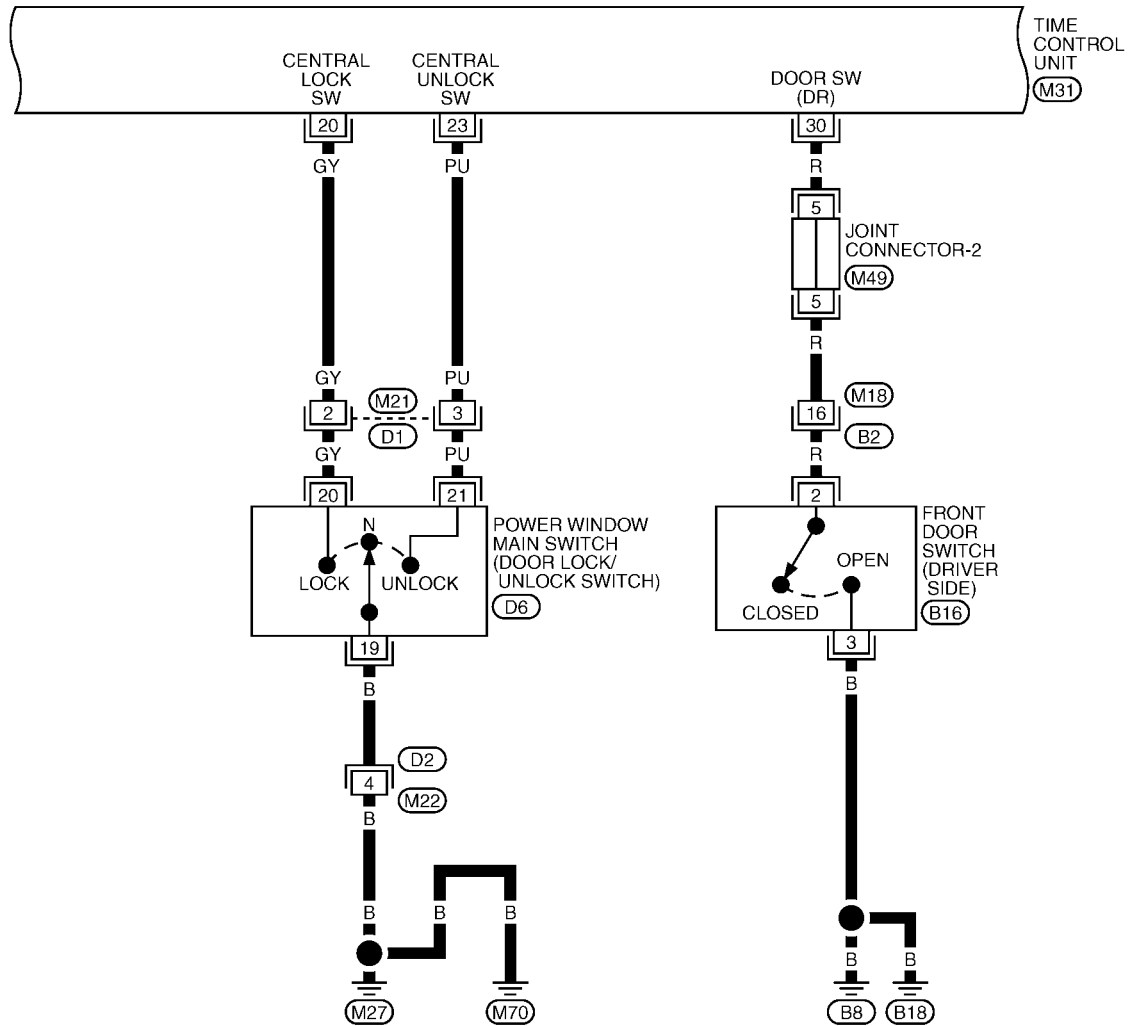 TIME
CONTROL
UNIT
M31
CENTRAL
LOCK
SW
CENTRAL
UNLOCK
SW
DOOR SW
(DR)
20
23
30
GY
PU
R
5
JOINT
CONNECTOR-2
M49
5
R
GY
PU
2
M21
D1
3
16
M18
B2
GY
PU
R
20
21
2
N
LOCK
UNLOCK
POWER WINDOW
MAIN SWITCH
(DOOR LOCK/
UNLOCK SWITCH)
D6
OPEN
CLOSED
FRONT
DOOR
SWITCH
(DRIVER
SIDE)
B16
19
3
B
B
D2
4
M22
B
B
B
B
B
B
M27
M70
B8
B18